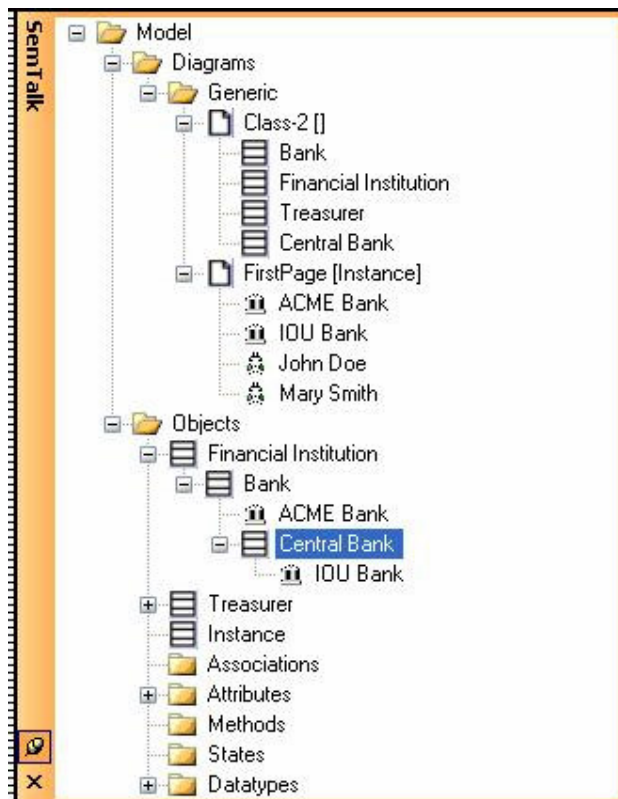 SemTalk
Model
Diagrams
Generic
Class-2 []
Bank
Financial Institution
Treasurer
Central Bank
FirstPage [Instance]
ACME Bank
IOU Bank
John Doe
Mary Smith
Objects
Financial Institution
Bank
ACME Bank
Central Bank
IOU Bank
Treasurer
Instance
Associations
Attributes
Methods
States
Datatypes